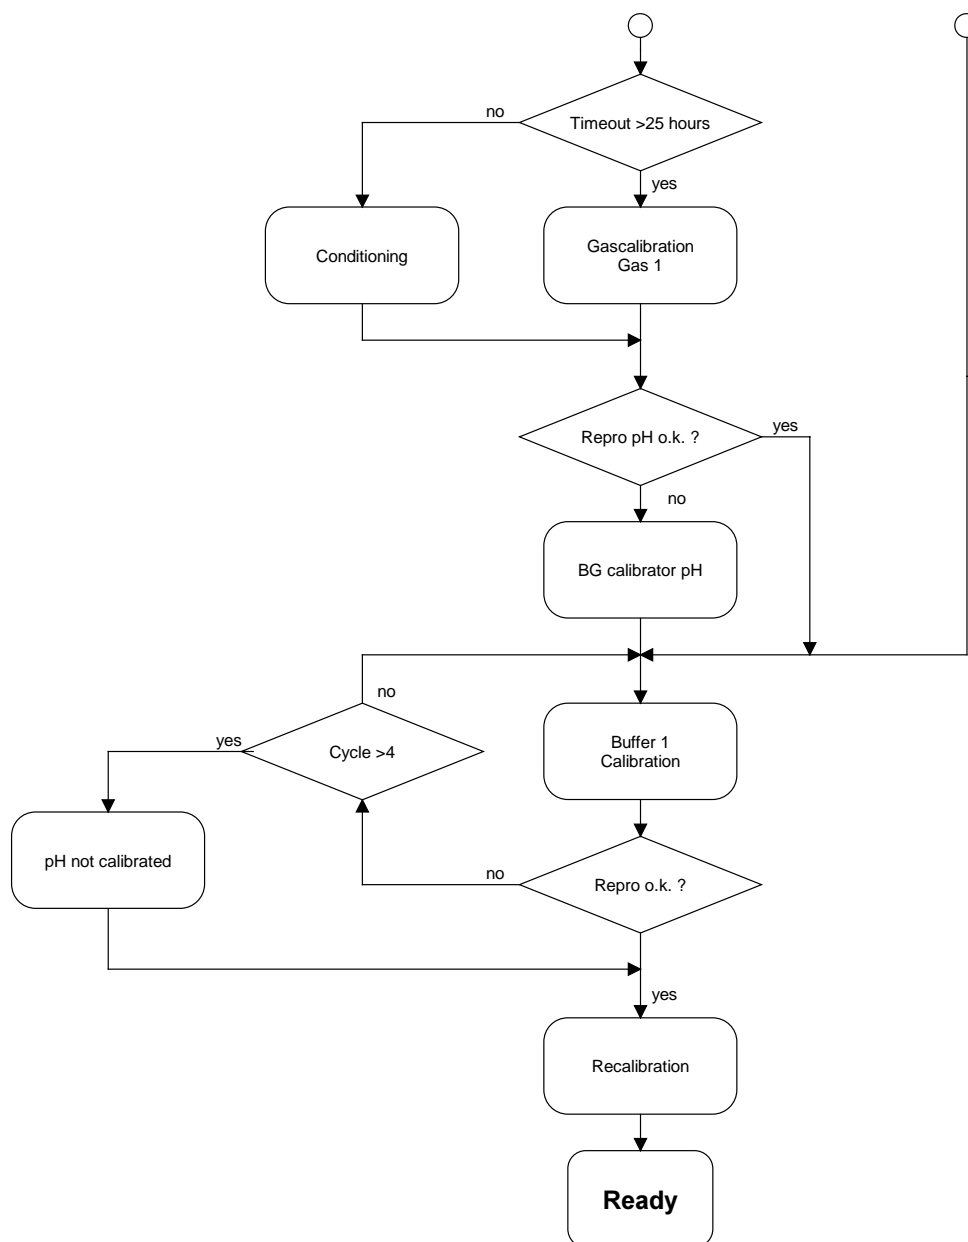 no
Timeout >25 hours
yes
Conditioning
Gascalibration
Gas 1
Repro pH o.k. ?
yes
no
BG calibrator pH
no
yes
Cycle >4
Buffer 1
Calibration
pH not calibrated
no
Repro o.k. ?
yes
Recalibration
Ready